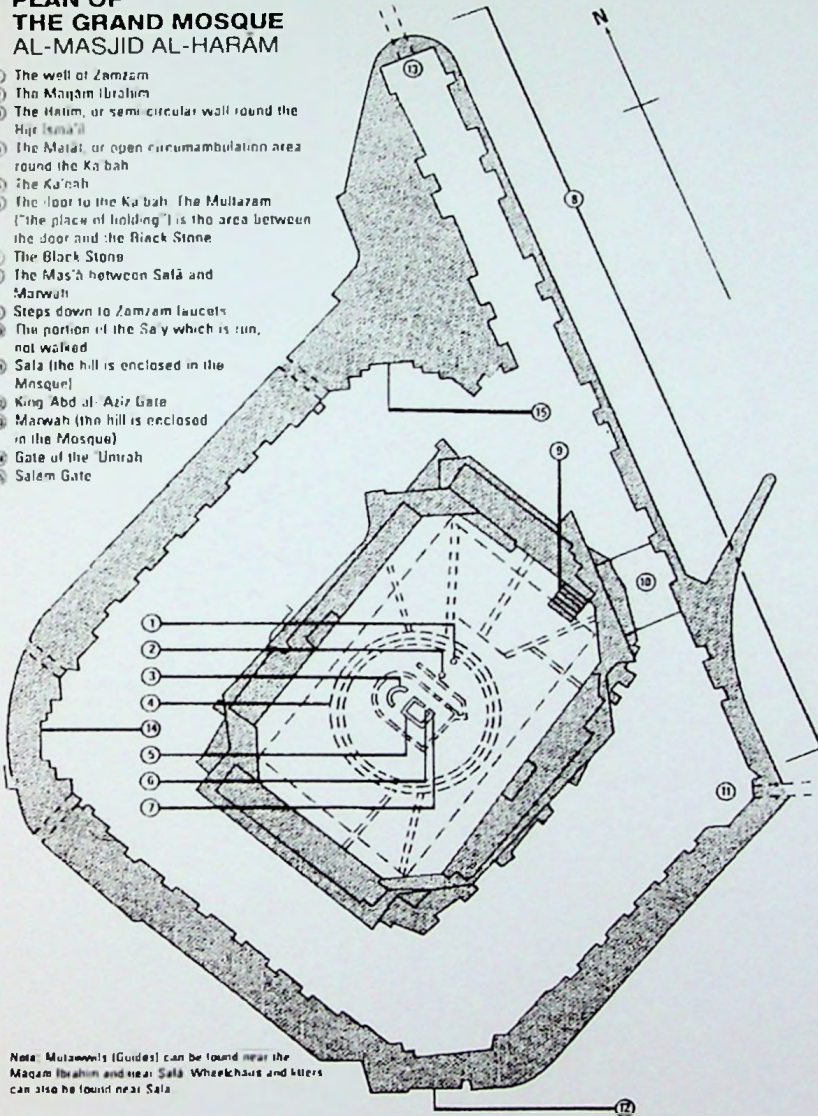 PLAN OF
THE GRAND MOSQUE
AL-MASJID AL-HARĀM
The well of Zamzam
The Maqām Ibrahim
The Hatim, or semi-circular wall round the
Hijr Ismā'il
The Mataf, or open circumambulation area
round the Ka'bah
The Ka'bah
The door to the Ka'bah. The Multazam
("the place of holding") is the area between
the door and the Black Stone
The Black Stone
The Mas'ā between Safā and
Marwah
Steps down to Zamzam faucets
The portion of the Sa'y which is run,
not walked
Safa (the hill is enclosed in the
Mosque)
King Abd al-Aziz Gate
Marwah (the hill is enclosed
in the Mosque)
Gate of the 'Umrah
Salām Gate
N
13
8
15
9
10
1
2
3
4
14
5
6
7
11
Note: Mutawwifs (Guides) can be found near the
Maqam Ibrahim and near Safā. Wheelchairs and litters
can also be found near Safa.
12